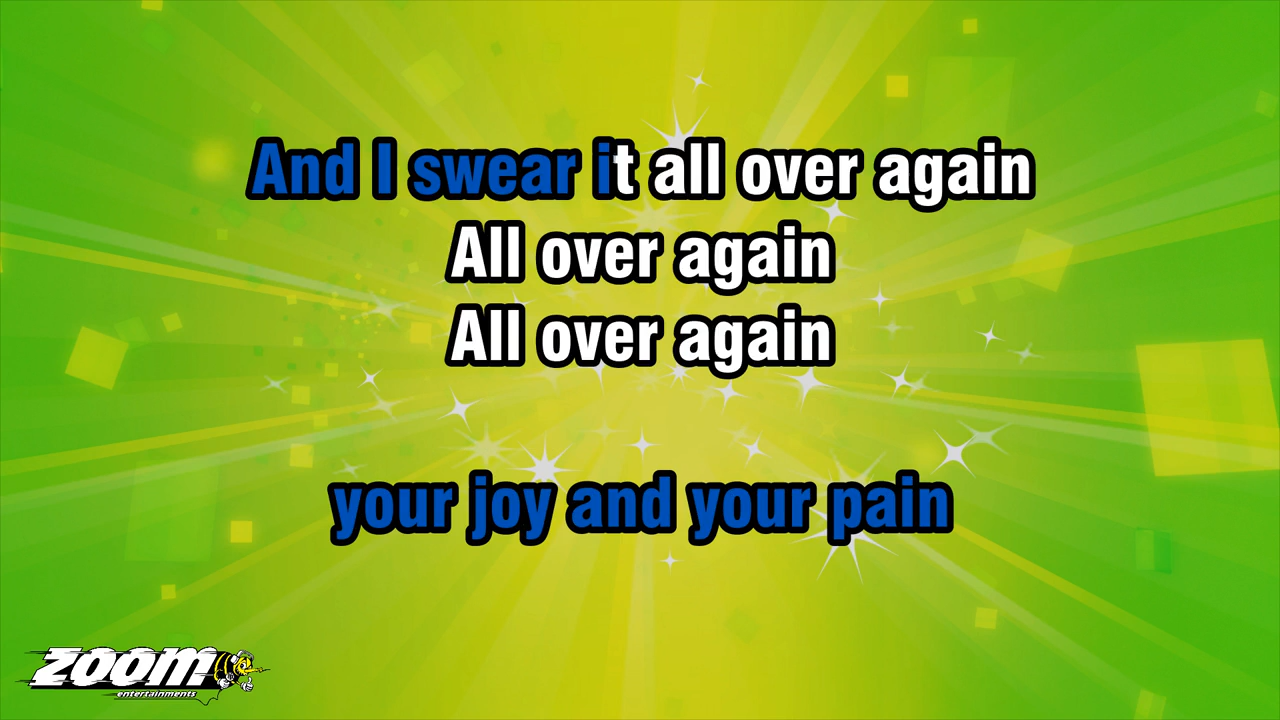 And I swear it all over again
All over again
All over again
your joy and your pain
zoom
entertainments